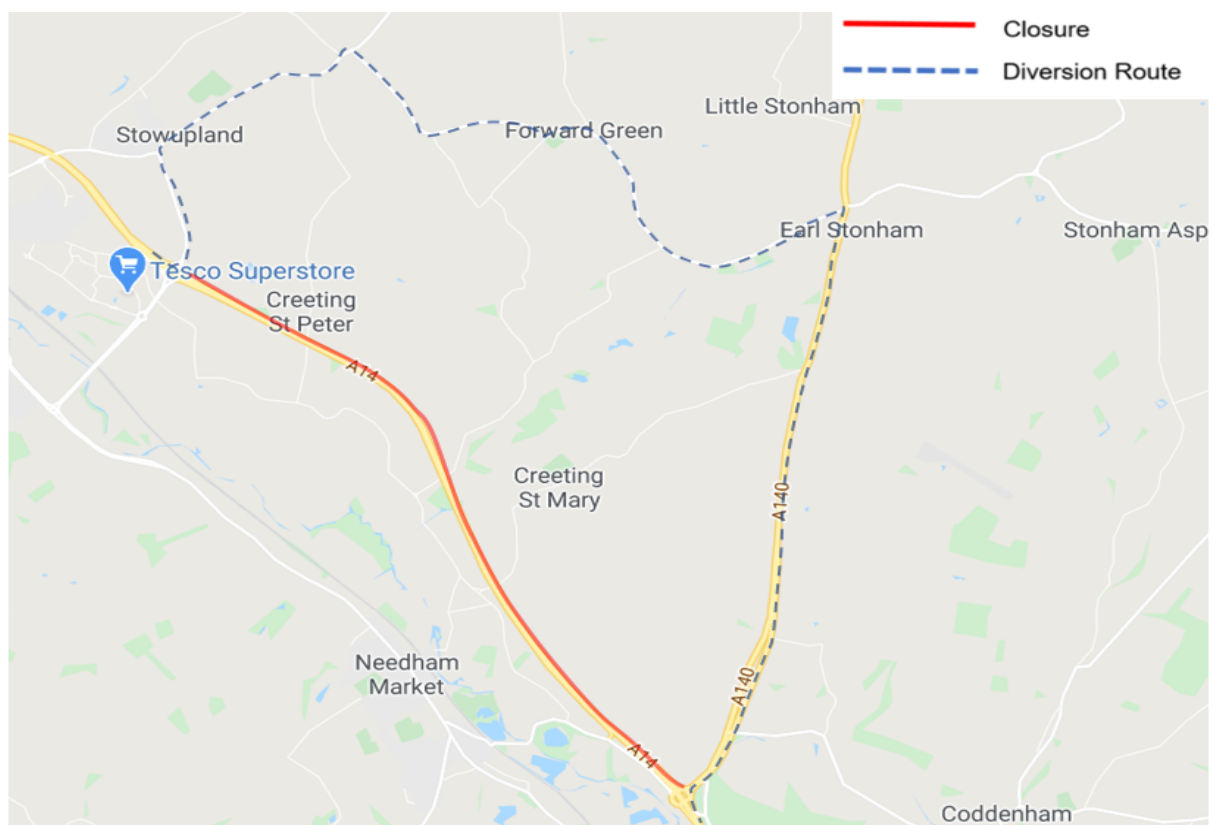 Closure
Diversion Route
Little Stonham
Stowupland
Forward Green
Earl Stonham
Stonham Asp
Tesco Superstore
Creeting
St Peter
A14
Creeting
St Mary
A140
Needham
Market
A140
A14
Coddenham